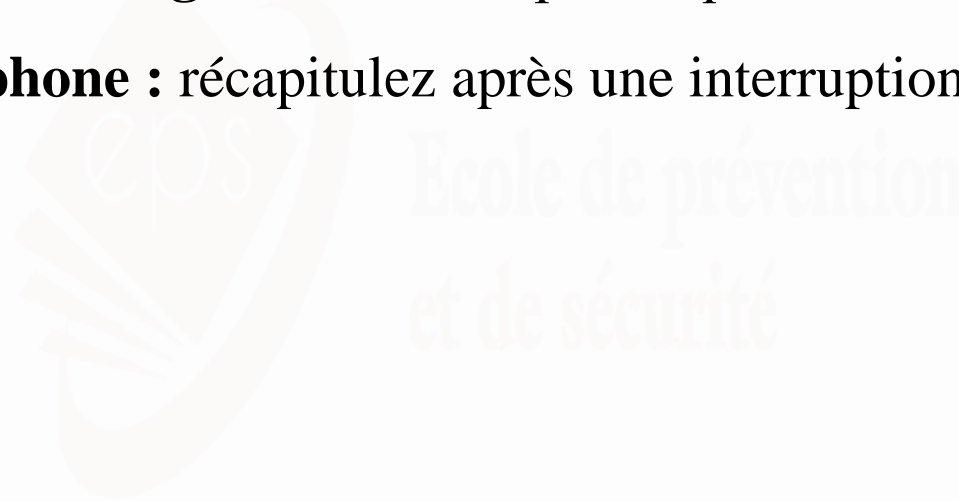 phone : récapitulez après une interruption
eps
Ecole de prévention
et de sécurité